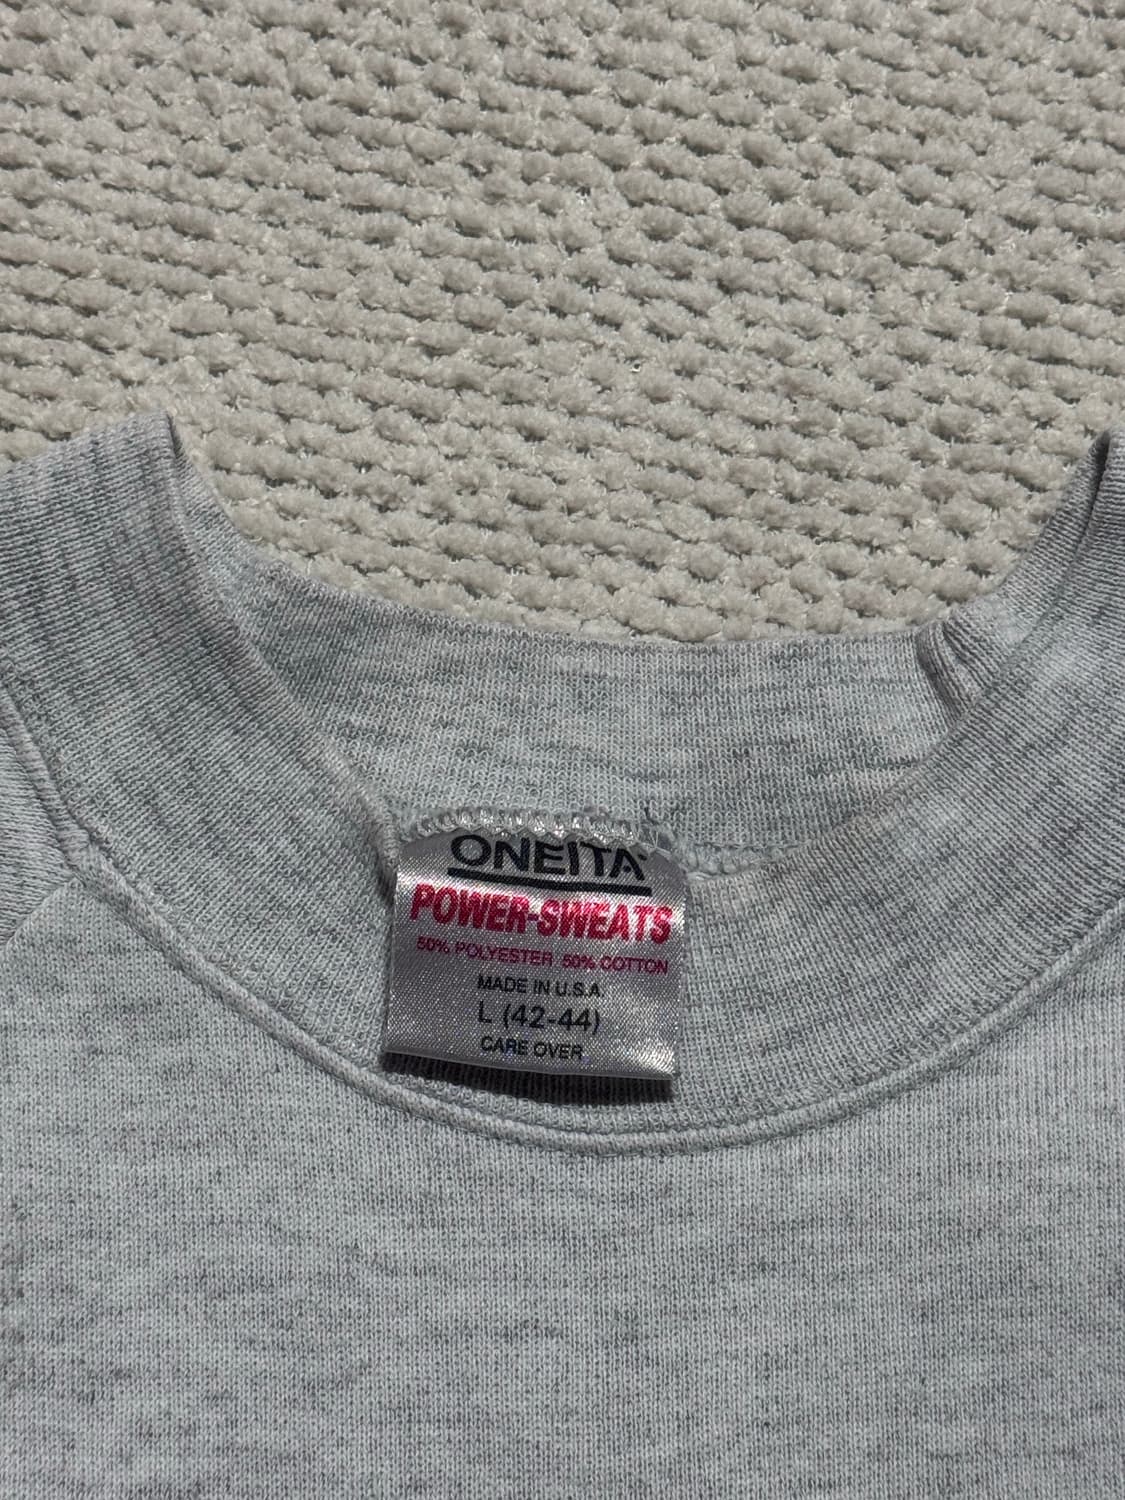 ONEITA
POWER-SWEATS
50% POLYESTER 50% COTTON
MADE IN U.S.A.
L (42-44)
CARE OVER